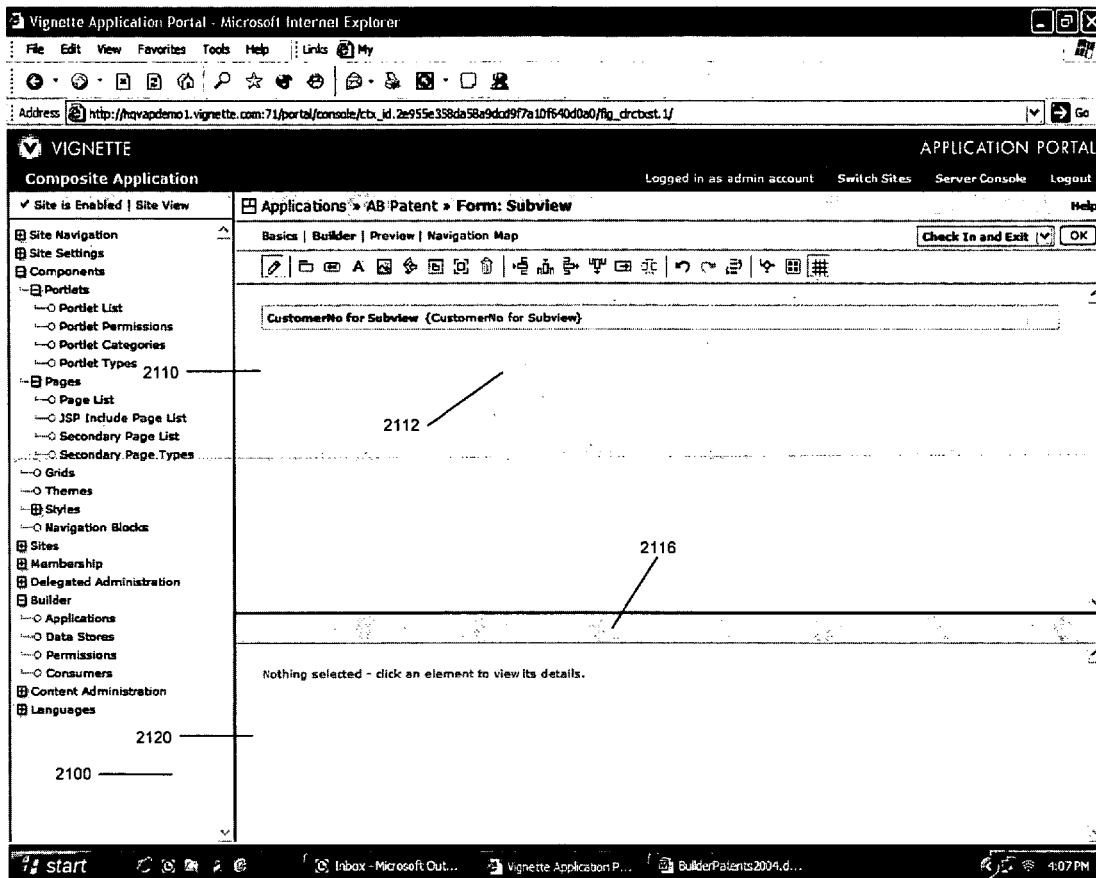 Vignette Application Portal - Microsoft Internet Explorer
File Edit View Favorites Tools Help Links My
Address http://hqvapdemo1.vignette.com:71/portal/console/ctx_id.2e955e358da58a9dcd9f7a10f640d0a0/flg_drctxst.1/ Go
VIGNETTE APPLICATION PORTAL
Composite Application Logged in as admin account Switch Sites Server Console Logout
Site is Enabled | Site View Applications » AB Patent » Form: Subview Help
Basics | Builder | Preview | Navigation Map Check In and Exit OK
Site Navigation
Site Settings
Components
Portlets
Portlet List
Portlet Permissions
Portlet Categories
Portlet Types
Pages
Page List
JSP Include Page List
Secondary Page List
Secondary Page Types
Grids
Themes
Styles
Navigation Blocks
Sites
Membership
Delegated Administration
Builder
Applications
Data Stores
Permissions
Consumers
Content Administration
Languages
CustomerNo for Subview {CustomerNo for Subview}
2110
2112
2116
Nothing selected - click an element to view its details.
2120
2100
start Inbox - Microsoft Out... Vignette Application P... BuilderPatents2004.d... 4:07 PM